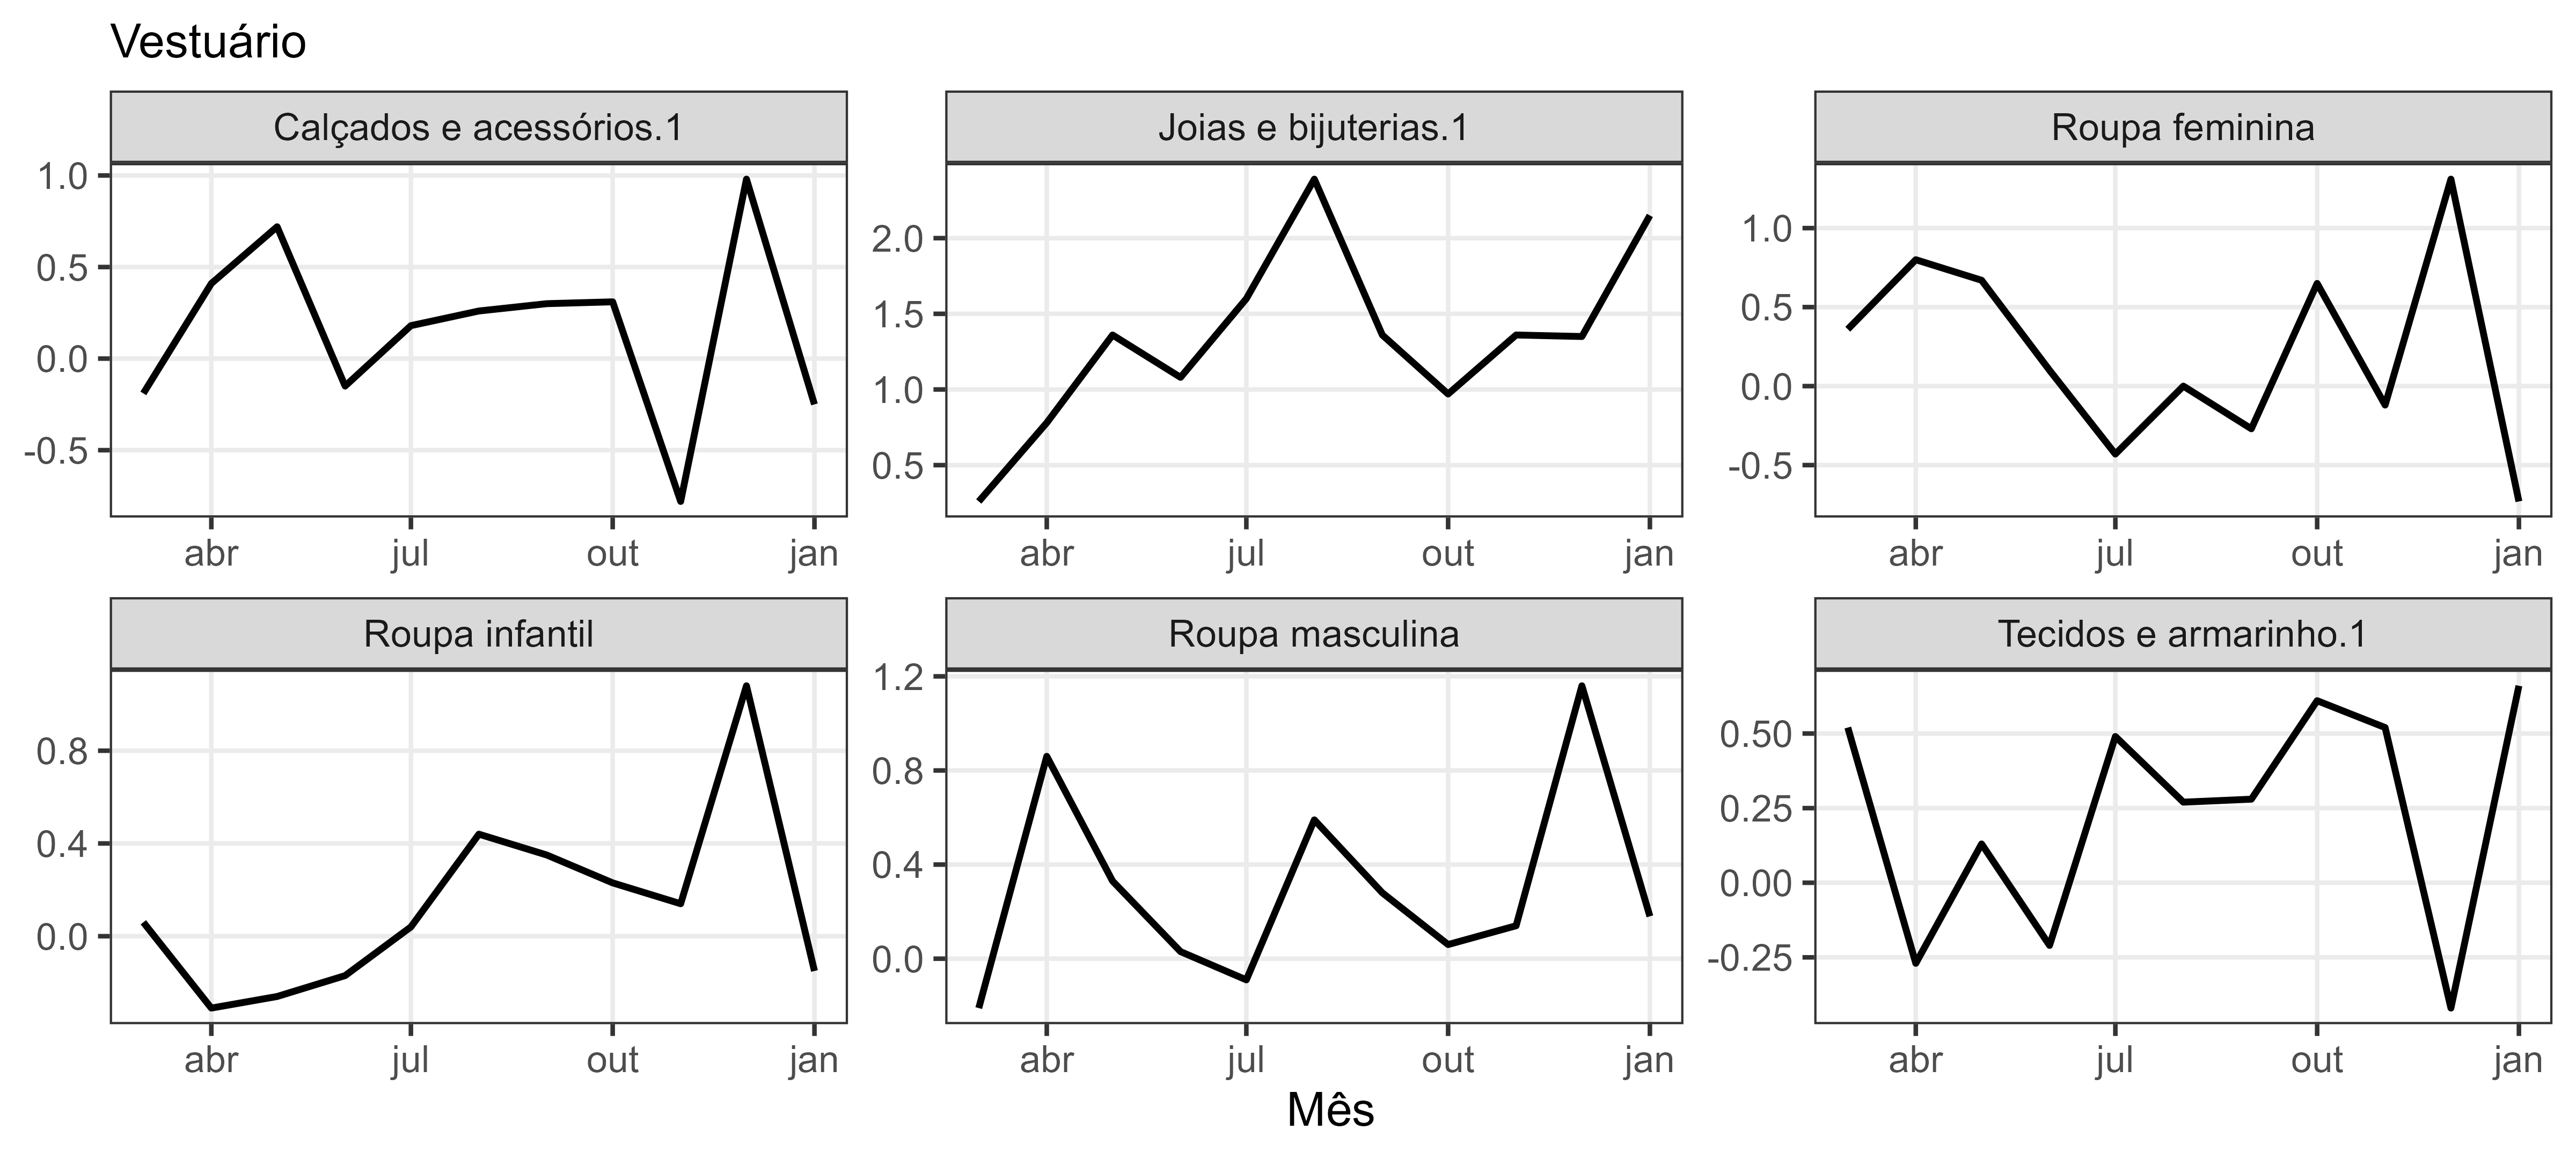 Vestuário
Calçados e acessórios.1
1.0
0.5
0.0
-0.5
abr jul out jan
Joias e bijuterias.1
2.0
1.5
1.0
0.5
abr jul out jan
Roupa feminina
1.0
0.5
0.0
-0.5
abr jul out jan
Roupa infantil
0.8
0.4
0.0
abr jul out jan
Roupa masculina
1.2
0.8
0.4
0.0
abr jul out jan
Tecidos e armarinho.1
0.50
0.25
0.00
-0.25
abr jul out jan
Mês